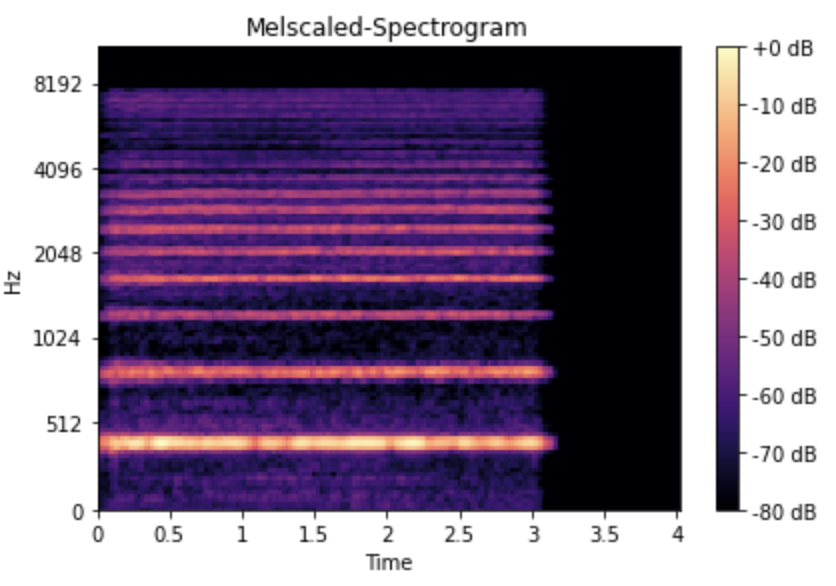 Melscaled-Spectrogram
8192
4096
2048
1024
512
0
Hz
0 0.5 1 1.5 2 2.5 3 3.5 4
Time
+0 dB
-10 dB
-20 dB
-30 dB
-40 dB
-50 dB
-60 dB
-70 dB
-80 dB